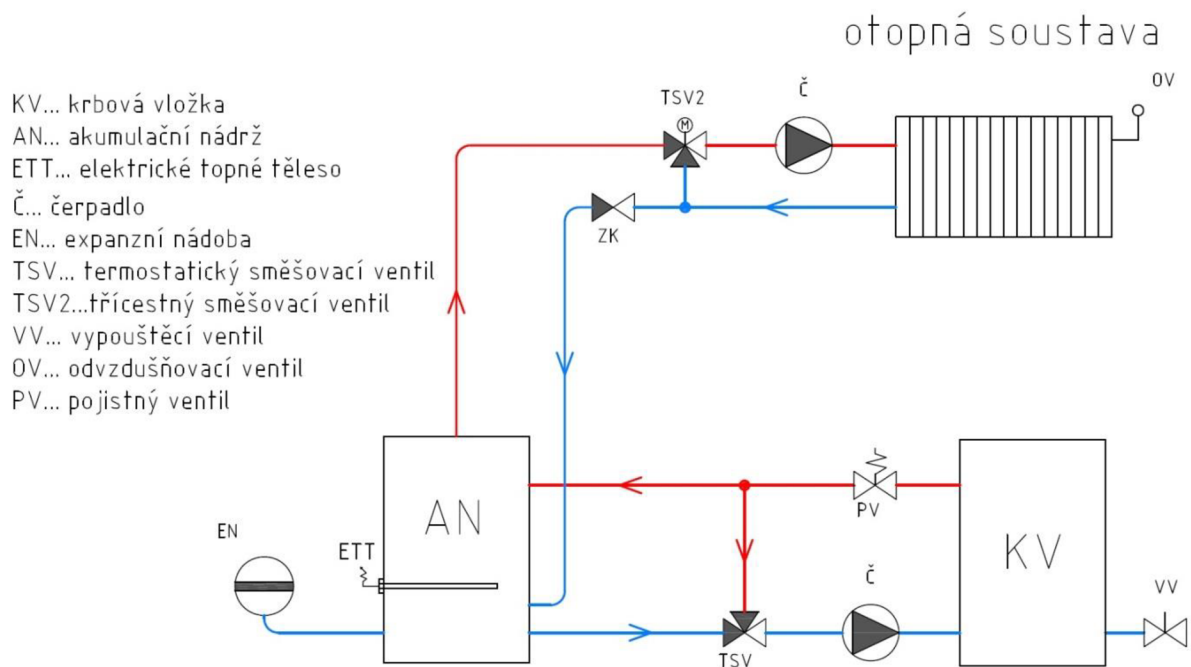 otopná soustava
KV... krbová vložka
AN... akumulační nádrž
ETT... elektrické topné těleso
Č... čerpadlo
EN... expanzní nádoba
TSV... termostatický směšovací ventil
TSV2...třícestný směšovací ventil
VV... vypouštěcí ventil
OV... odvzdušňovací ventil
PV... pojistný ventil
TSV2
Č
OV
M
ZK
AN
PV
KV
EN
ETT
Č
VV
TSV